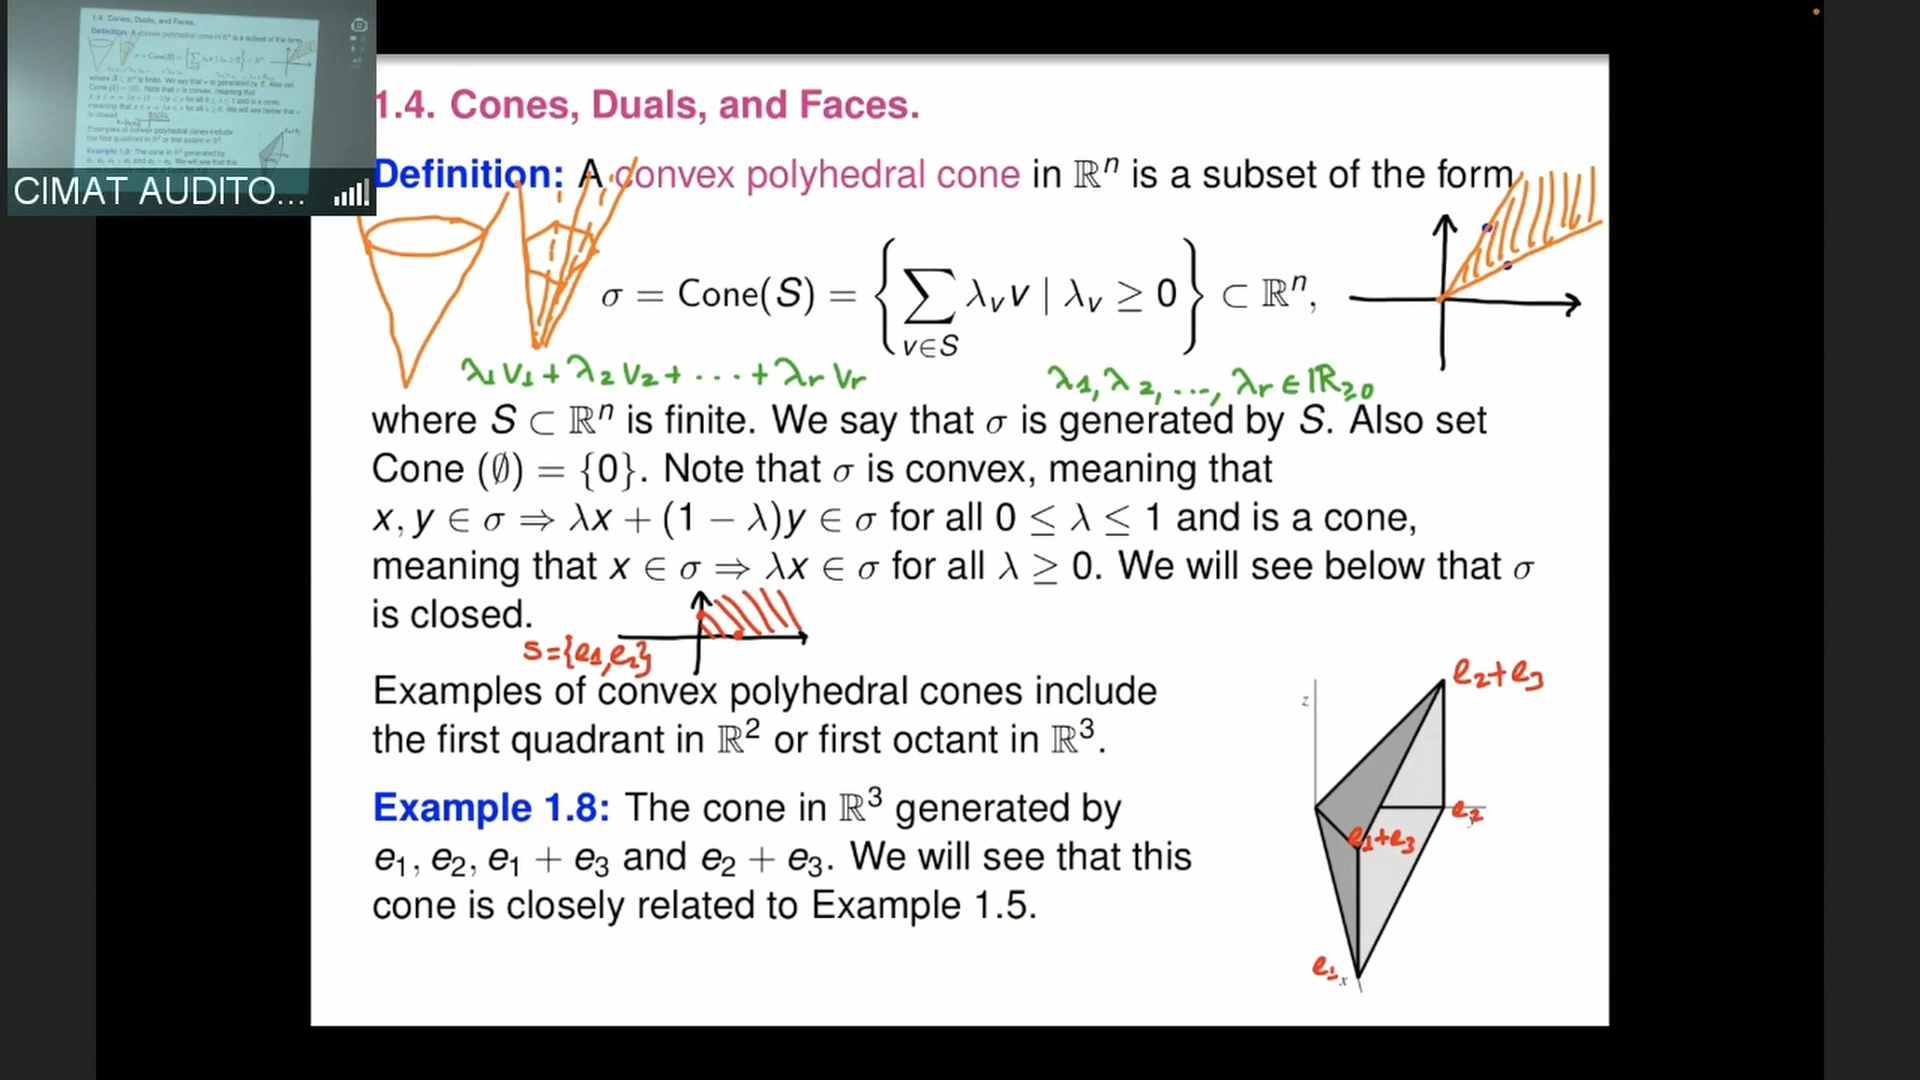 1.4. Cones, Duals, and Faces.
Definition: A convex polyhedral cone in ℝⁿ is a subset of the form
σ = Cone(S) = { ∑_{v∈S} λ_v v | λ_v ≥ 0 } ⊂ ℝⁿ,
λ₁v₁ + λ₂v₂ + ... + λᵣvᵣ λ₁, λ₂, ..., λᵣ ∈ ℝ≥0
where S ⊂ ℝⁿ is finite. We say that σ is generated by S. Also set
Cone (∅) = {0}. Note that σ is convex, meaning that
x, y ∈ σ ⇒ λx + (1 − λ)y ∈ σ for all 0 ≤ λ ≤ 1 and is a cone,
meaning that x ∈ σ ⇒ λx ∈ σ for all λ ≥ 0. We will see below that σ
is closed.
S={e₁,e₂}
Examples of convex polyhedral cones include
the first quadrant in ℝ² or first octant in ℝ³.
Example 1.8: The cone in ℝ³ generated by
e₁, e₂, e₁ + e₃ and e₂ + e₃. We will see that this
cone is closely related to Example 1.5.
e₂+e₃
z
e₂
y
e₁+e₃
e₁
x
CIMAT AUDITO...